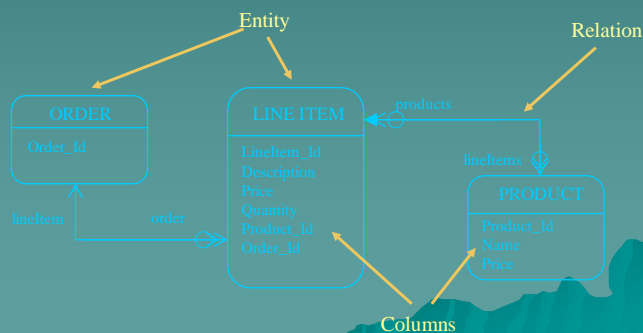 Entity
Relation
ORDER
Order_Id
LINE ITEM
LineItem_Id
Description
Price
Quantity
Product_Id
Order_Id
products
lineItems
PRODUCT
Product_Id
Name
Price
lineItem
order
Columns